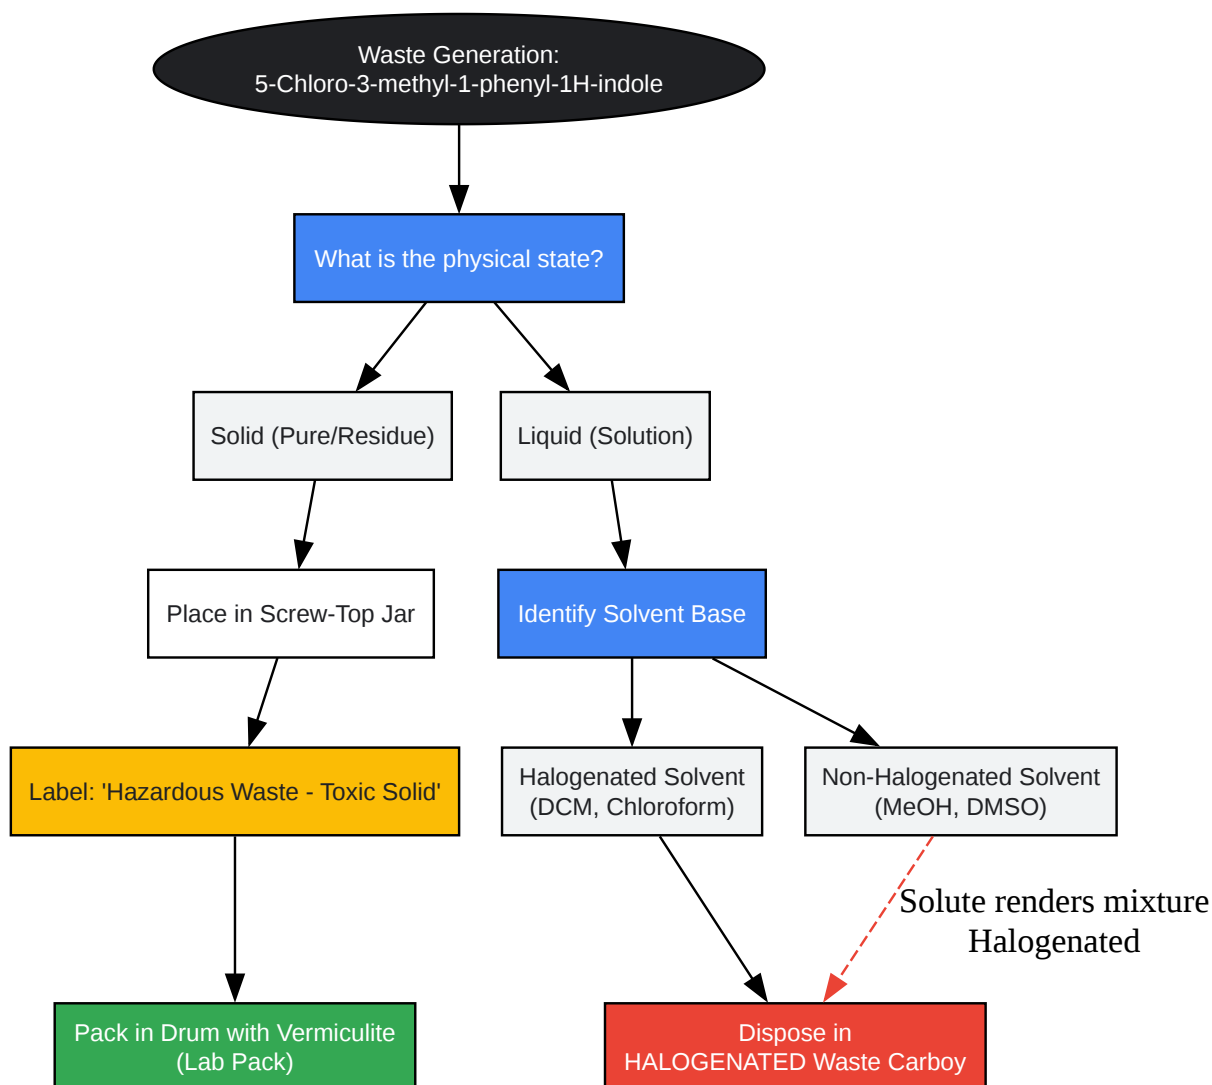 Waste Generation:
5-Chloro-3-methyl-1-phenyl-1H-indole
What is the physical state?
Solid (Pure/Residue)
Liquid (Solution)
Place in Screw-Top Jar
Identify Solvent Base
Label: 'Hazardous Waste - Toxic Solid'
Halogenated Solvent
(DCM, Chloroform)
Non-Halogenated Solvent
(MeOH, DMSO)
Solute renders mixture
Halogenated
Pack in Drum with Vermiculite
(Lab Pack)
Dispose in
HALOGENATED Waste Carboy